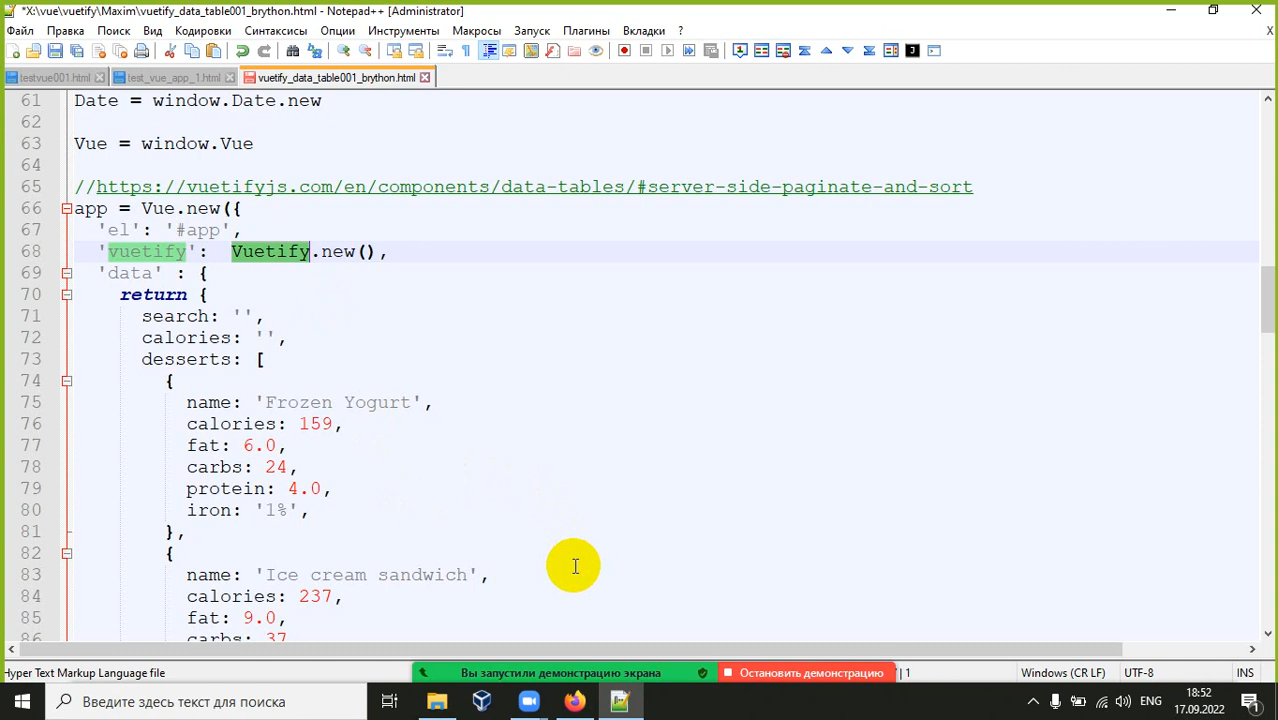 *X:\vue\vuetify\Maxim\vuetify_data_table001_brython.html - Notepad++ [Administrator]
Файл Правка Поиск Вид Кодировки Синтаксисы Опции Инструменты Макросы Запуск Плагины Вкладки ? X
testvue001.html test_vue_app_1.html vuetify_data_table001_brython.html
61 Date = window.Date.new
62
63 Vue = window.Vue
64
65 //https://vuetifyjs.com/en/components/data-tables/#server-side-paginate-and-sort
66 app = Vue.new({
67 'el': '#app',
68 'vuetify': Vuetify.new(),
69 'data' : {
70 return {
71 search: '',
72 calories: '',
73 desserts: [
74 {
75 name: 'Frozen Yogurt',
76 calories: 159,
77 fat: 6.0,
78 carbs: 24,
79 protein: 4.0,
80 iron: '1%',
81 },
82 {
83 name: 'Ice cream sandwich',
84 calories: 237,
85 fat: 9.0,
86 carbs: 37
Hyper Text Markup Language file Вы запустили демонстрацию экрана Остановить демонстрацию | 1 Windows (CR LF) UTF-8 INS
Введите здесь текст для поиска ENG 18:52
17.09.2022